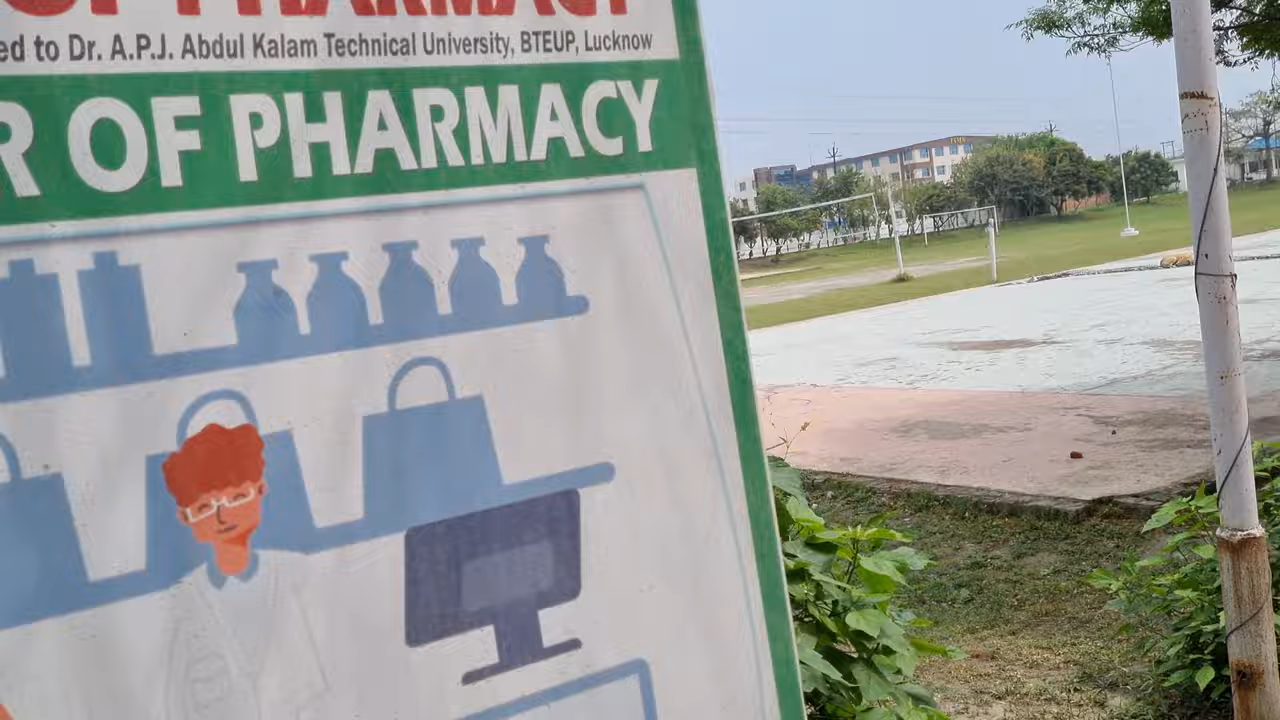 OF PHARMACY
ed to Dr. A.P.J. Abdul Kalam Technical University, BTEUP, Lucknow
R OF PHARMACY